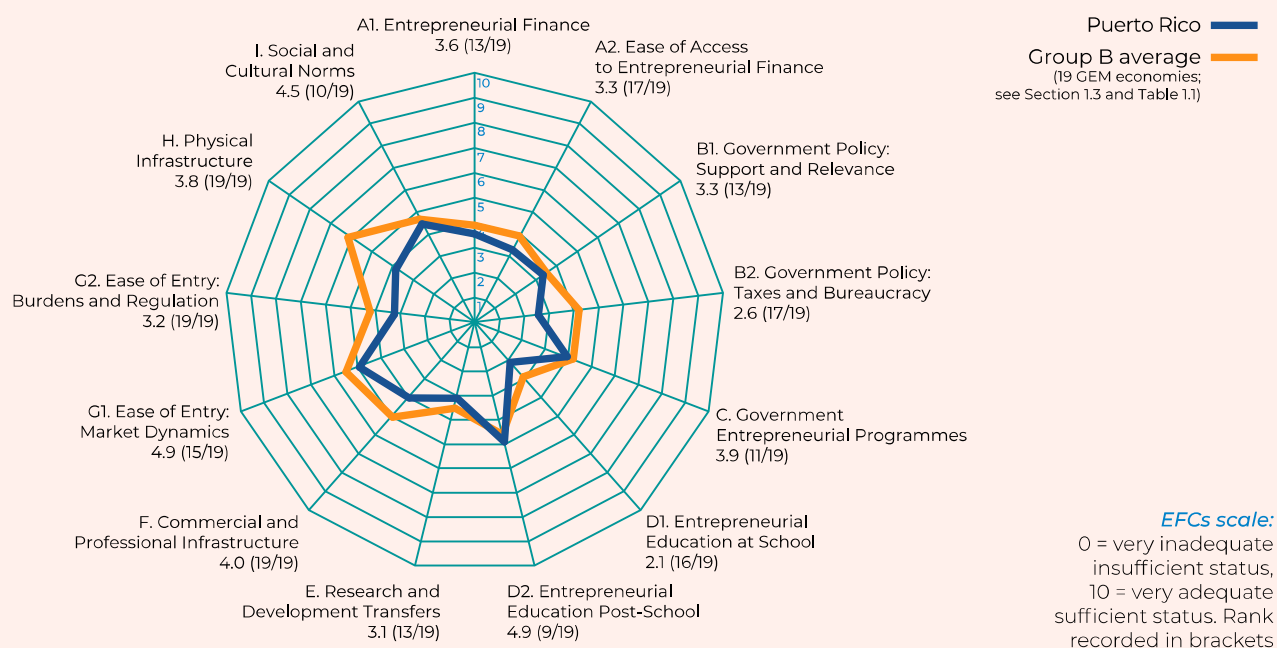 A1. Entrepreneurial Finance
3.6 (13/19)
A2. Ease of Access
to Entrepreneurial Finance
3.3 (17/19)
B1. Government Policy:
Support and Relevance
3.3 (13/19)
B2. Government Policy:
Taxes and Bureaucracy
2.6 (17/19)
C. Government
Entrepreneurial Programmes
3.9 (11/19)
D1. Entrepreneurial
Education at School
2.1 (16/19)
D2. Entrepreneurial
Education Post-School
4.9 (9/19)
E. Research and
Development Transfers
3.1 (13/19)
F. Commercial and
Professional Infrastructure
4.0 (19/19)
G1. Ease of Entry:
Market Dynamics
4.9 (15/19)
G2. Ease of Entry:
Burdens and Regulation
3.2 (19/19)
H. Physical
Infrastructure
3.8 (19/19)
I. Social and
Cultural Norms
4.5 (10/19)
10
9
8
7
6
5
4
3
2
1
Puerto Rico
Group B average
(19 GEM economies;
see Section 1.3 and Table 1.1)
EFCs scale:
0 = very inadequate
insufficient status,
10 = very adequate
sufficient status. Rank
recorded in brackets